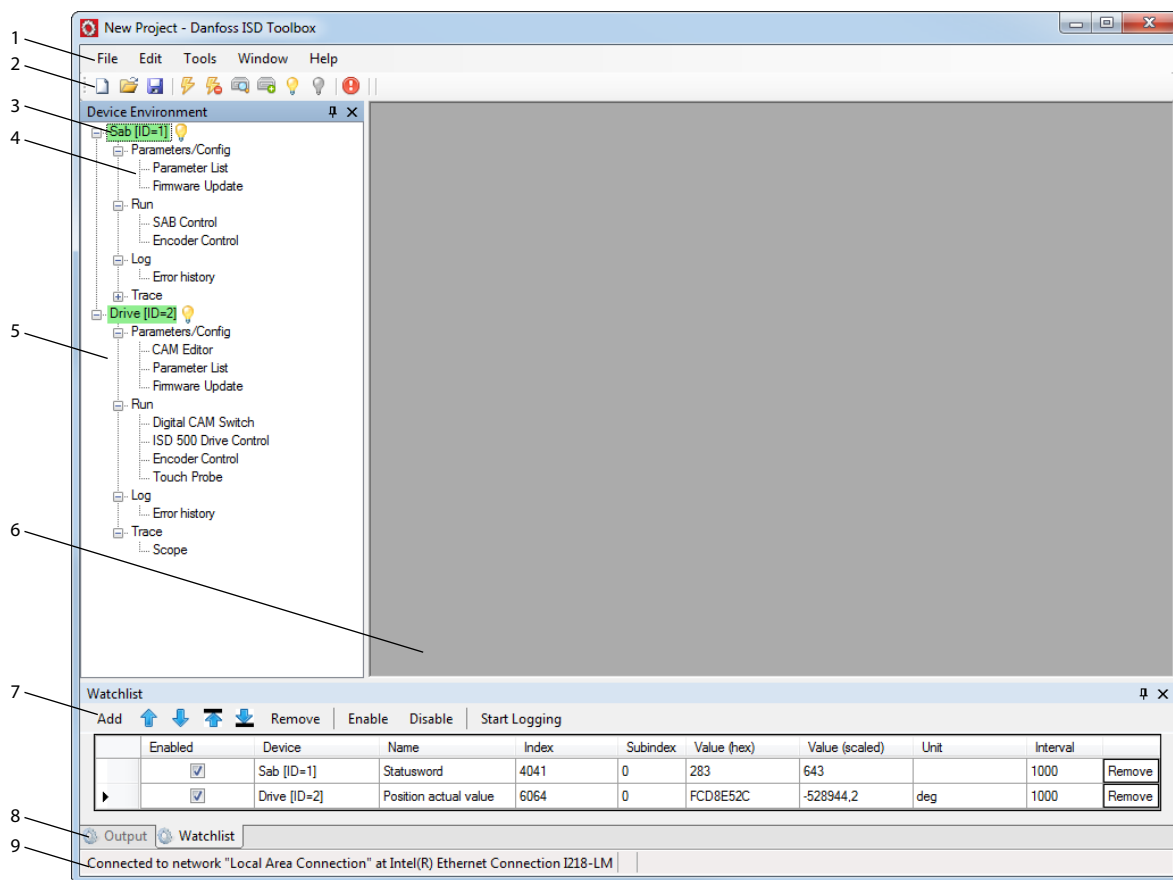 New Project - Danfoss ISD Toolbox
1
File Edit Tools Window Help
2
3
Device Environment
Sab [ID=1]
4
Parameters/Config
Parameter List
Firmware Update
Run
SAB Control
Encoder Control
Log
Error history
Trace
Drive [ID=2]
5
Parameters/Config
CAM Editor
Parameter List
Firmware Update
Run
Digital CAM Switch
ISD 500 Drive Control
Encoder Control
Touch Probe
Log
Error history
6
Trace
Scope
7
Watchlist
Add Remove Enable Disable Start Logging
Enabled Device Name Index Subindex Value (hex) Value (scaled) Unit Interval
Sab [ID=1] Statusword 4041 0 283 643 1000 Remove
Drive [ID=2] Position actual value 6064 0 FCD8E52C -528944,2 deg 1000 Remove
8
Output Watchlist
9
Connected to network "Local Area Connection" at Intel(R) Ethernet Connection I218-LM